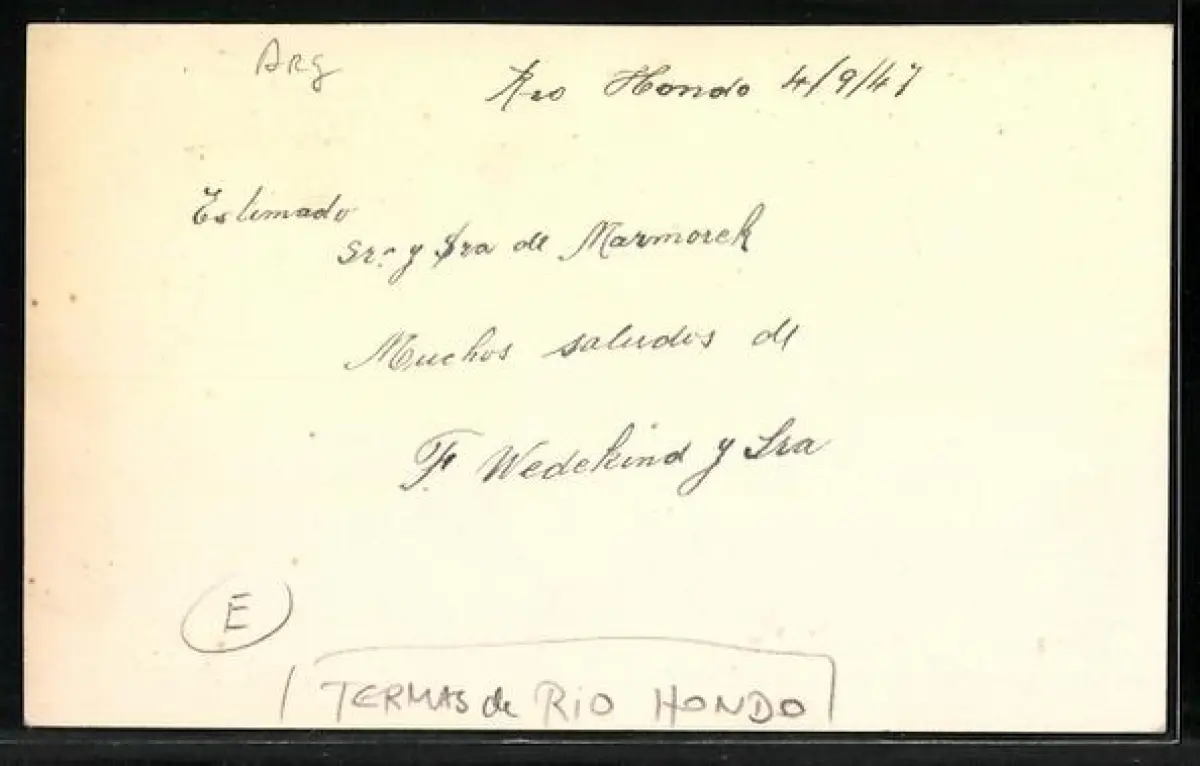 Arg
Rio Hondo 4/9/47
Estimado
Sr. y Sra de Marmorek
Muchos saludos de
F. Wedekind y Sra
E
TERMAS de RIO HONDO